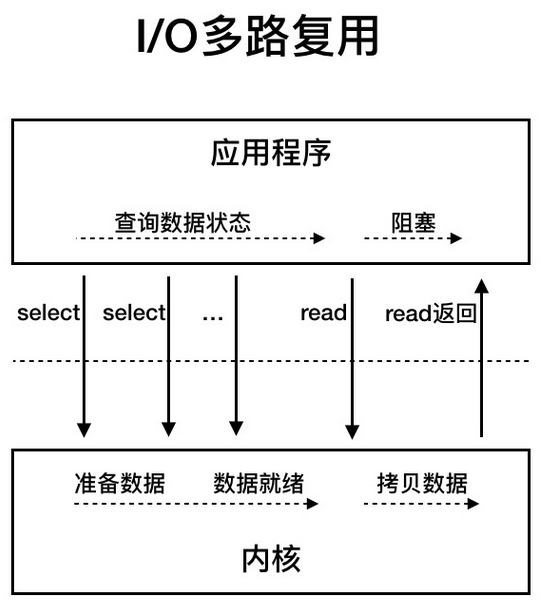 I/O多路复用
应用程序
查询数据状态 阻塞
select select ... read read返回
准备数据 数据就绪 拷贝数据
内核